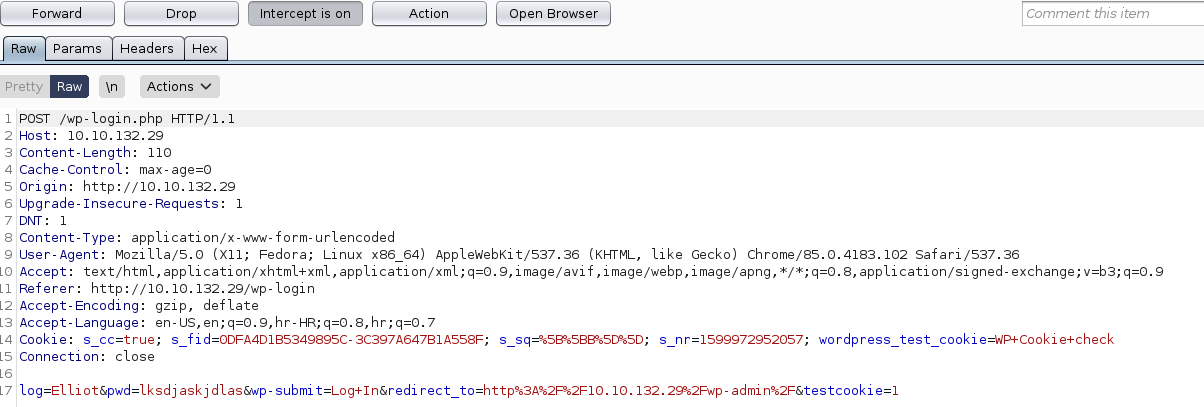 Forward Drop Intercept is on Action Open Browser Comment this item
Raw Params Headers Hex
Pretty Raw \n Actions
1 POST /wp-login.php HTTP/1.1
2 Host: 10.10.132.29
3 Content-Length: 110
4 Cache-Control: max-age=0
5 Origin: http://10.10.132.29
6 Upgrade-Insecure-Requests: 1
7 DNT: 1
8 Content-Type: application/x-www-form-urlencoded
9 User-Agent: Mozilla/5.0 (X11; Fedora; Linux x86_64) AppleWebKit/537.36 (KHTML, like Gecko) Chrome/85.0.4183.102 Safari/537.36
10 Accept: text/html,application/xhtml+xml,application/xml;q=0.9,image/avif,image/webp,image/apng,*/*;q=0.8,application/signed-exchange;v=b3;q=0.9
11 Referer: http://10.10.132.29/wp-login
12 Accept-Encoding: gzip, deflate
13 Accept-Language: en-US,en;q=0.9,hr-HR;q=0.8,hr;q=0.7
14 Cookie: s_cc=true; s_fid=0DFA4D1B5349895C-3C397A647B1A558F; s_sq=%5B%5BB%5D%5D; s_nr=1599972952057; wordpress_test_cookie=WP+Cookie+check
15 Connection: close
16
17 log=Elliot&pwd=lksdjaskjdlas&wp-submit=Log+In&redirect_to=http%3A%2F%2F10.10.132.29%2Fwp-admin%2F&testcookie=1